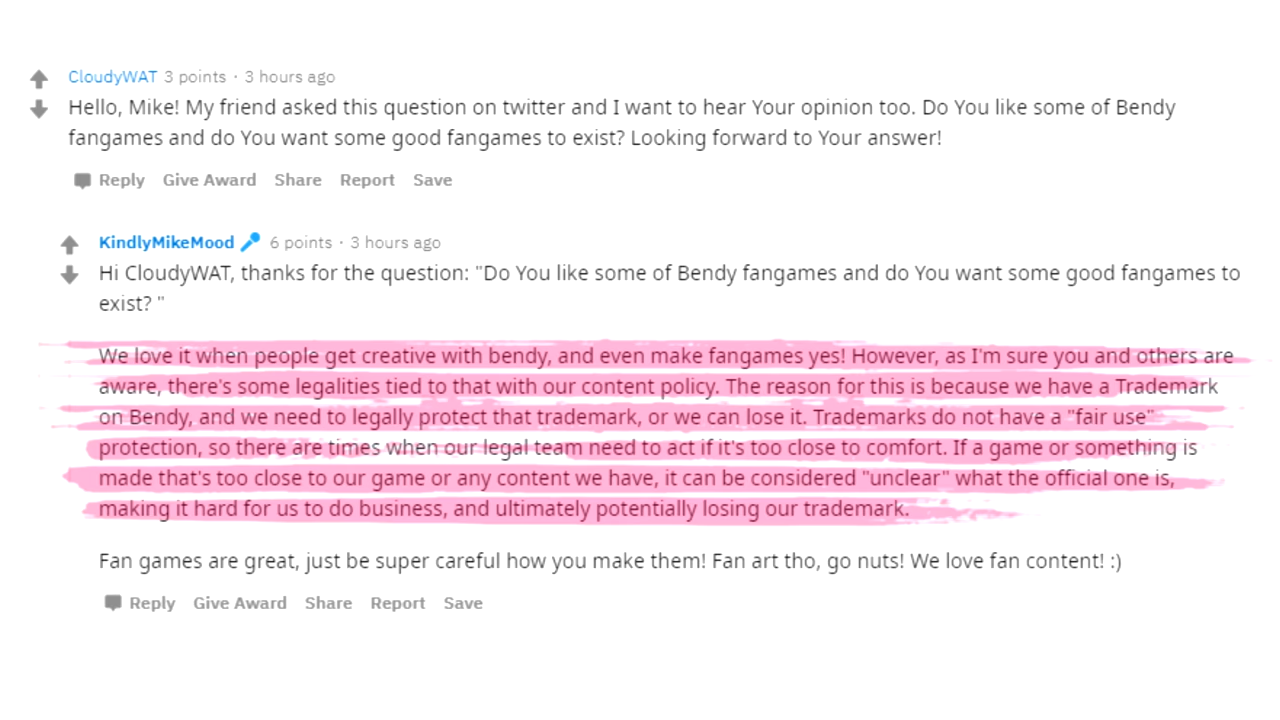 CloudyWAT 3 points · 3 hours ago
Hello, Mike! My friend asked this question on twitter and I want to hear Your opinion too. Do You like some of Bendy
fangames and do You want some good fangames to exist? Looking forward to Your answer!
Reply Give Award Share Report Save
KindlyMikeMood 6 points · 3 hours ago
Hi CloudyWAT, thanks for the question: "Do You like some of Bendy fangames and do You want some good fangames to
exist? "
We love it when people get creative with bendy, and even make fangames yes! However, as I'm sure you and others are
aware, there's some legalities tied to that with our content policy. The reason for this is because we have a Trademark
on Bendy, and we need to legally protect that trademark, or we can lose it. Trademarks do not have a "fair use"
protection, so there are times when our legal team need to act if it's too close to comfort. If a game or something is
made that's too close to our game or any content we have, it can be considered "unclear" what the official one is,
making it hard for us to do business, and ultimately potentially losing our trademark.
Fan games are great, just be super careful how you make them! Fan art tho, go nuts! We love fan content! :)
Reply Give Award Share Report Save